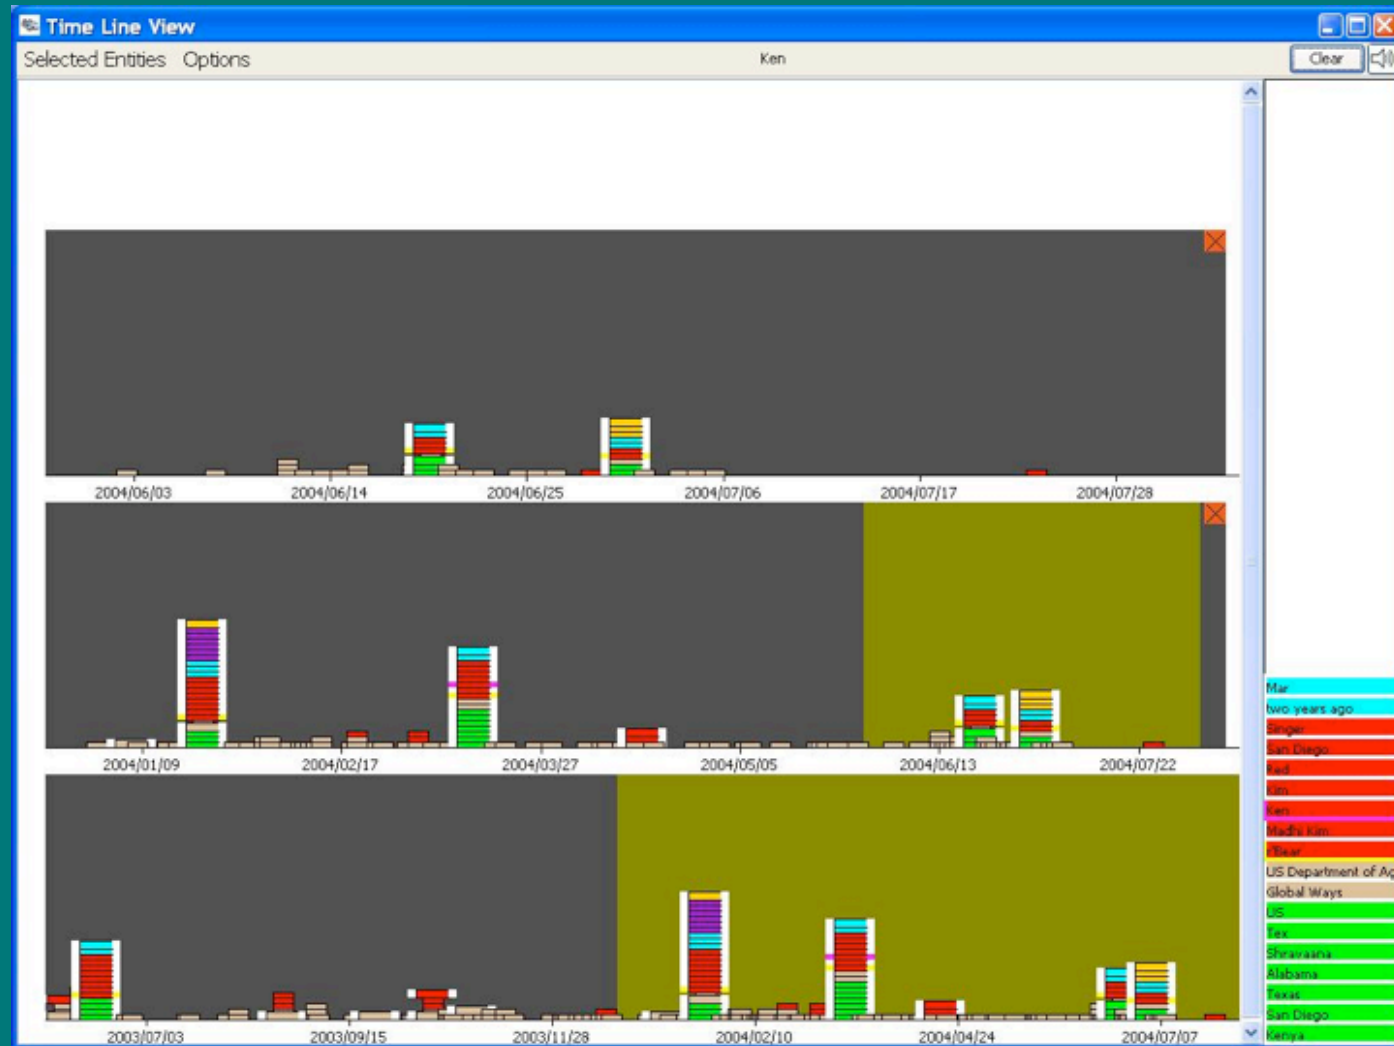 Time Line View
Selected Entities Options Ken Clear
2004/06/03 2004/06/14 2004/06/25 2004/07/06 2004/07/17 2004/07/28
2004/01/09 2004/02/17 2004/03/27 2004/05/05 2004/06/13 2004/07/22
2003/07/03 2003/09/15 2003/11/28 2004/02/10 2004/04/24 2004/07/07
Mar
two years ago
Singer
San Diego
Red
Kim
Ken
Madhi Kim
r'Bear
US Department of Ag
Global Ways
US
Tex
Shravaana
Alabama
Texas
San Diego
Kenya